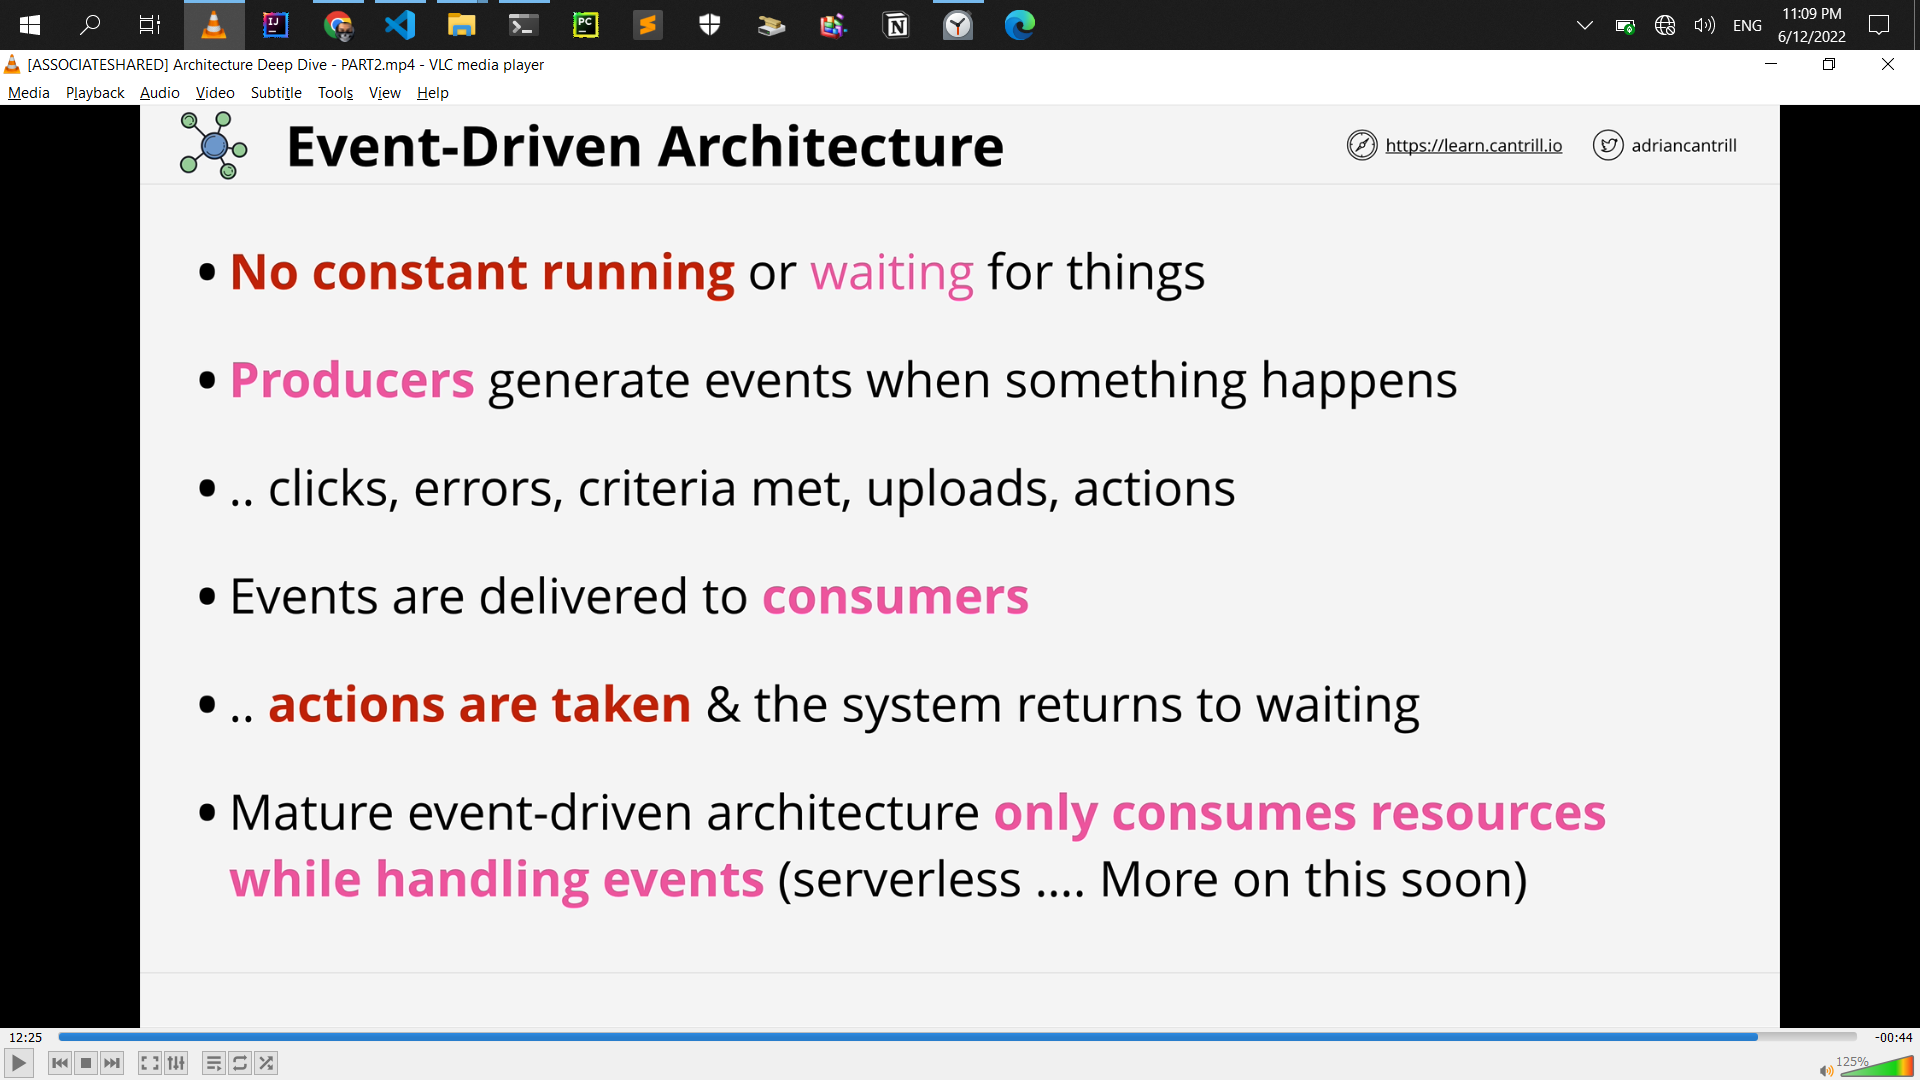 11:09 PM
ENG
6/12/2022
[ASSOCIATESHARED] Architecture Deep Dive - PART2.mp4 - VLC media player
Media Playback Audio Video Subtitle Tools View Help
Event-Driven Architecture
https://learn.cantrill.io adriancantrill
• No constant running or waiting for things
• Producers generate events when something happens
• .. clicks, errors, criteria met, uploads, actions
• Events are delivered to consumers
• .. actions are taken & the system returns to waiting
• Mature event-driven architecture only consumes resources
while handling events (serverless .... More on this soon)
12:25 -00:44
125%